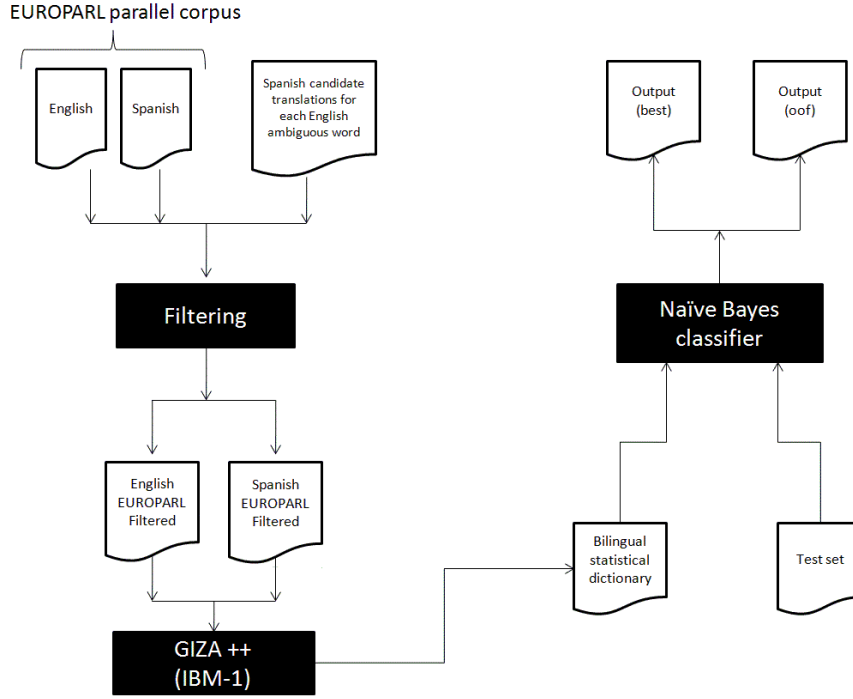 EUROPARL parallel corpus
English
Spanish
Spanish candidate
translations for
each English
ambiguous word
Output
(best)
Output
(oof)
Filtering
Naïve Bayes
classifier
English
EUROPARL
Filtered
Spanish
EUROPARL
Filtered
Bilingual
statistical
dictionary
Test set
GIZA ++
(IBM-1)